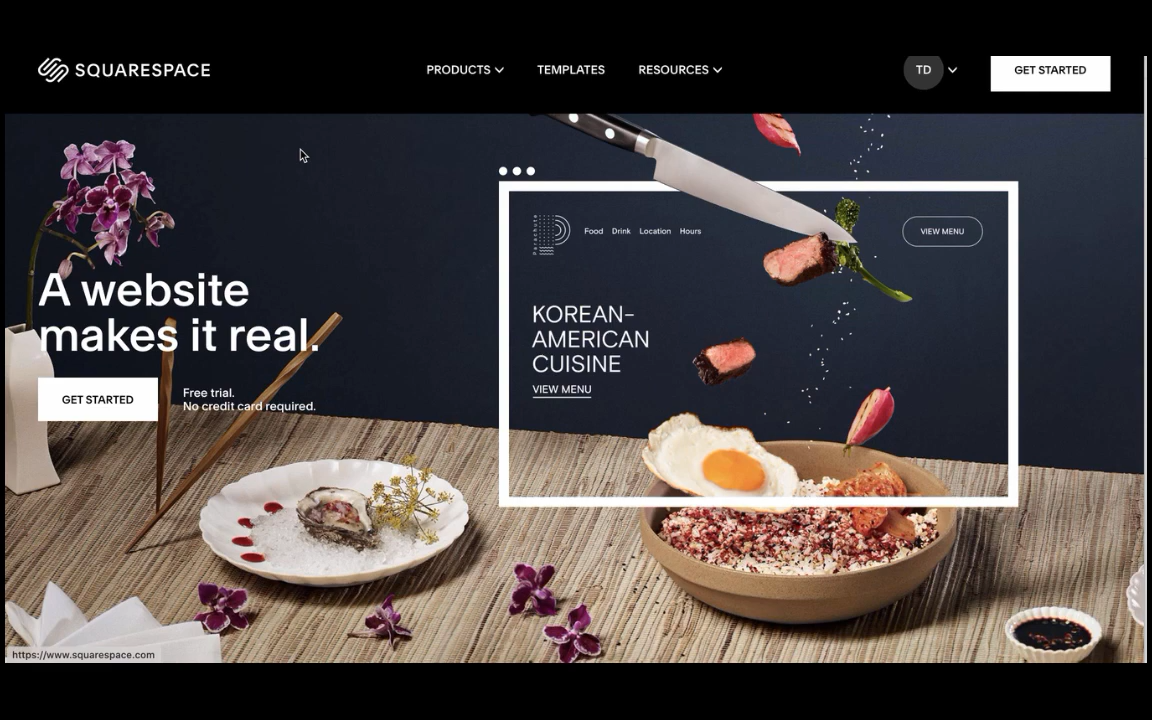 SQUARESPACE
PRODUCTS
TEMPLATES
RESOURCES
TD
GET STARTED
A website
makes it real.
GET STARTED
Free trial.
No credit card required.
Food Drink Location Hours
VIEW MENU
KOREAN-
AMERICAN
CUISINE
VIEW MENU
https://www.squarespace.com